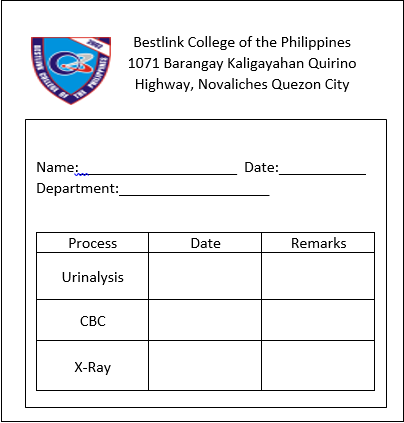 Bestlink College of the Philippines
1071 Barangay Kaligayahan Quirino
Highway, Novaliches Quezon City
2002
BESTLINK COLLEGE OF THE PHILIPPINES
Name:____________________ Date:___________
Department:___________________
Process Date Remarks
Urinalysis
CBC
X-Ray